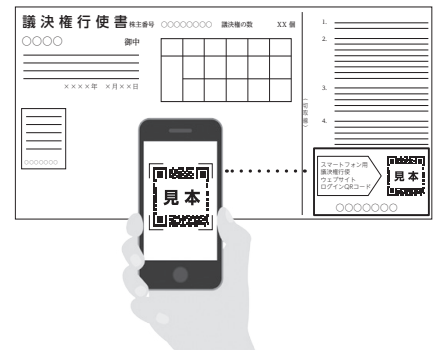 議決権行使書 株主番号 ○○○○○○○○ 議決権の数 XX 個
○○○○ 御中
××××年 ×月××日
○○○○○○○
1.
2.
3.
4.
スマートフォン用
議決権行使
ウェブサイト
ログインQRコード
見本
○○○○○○○
見本